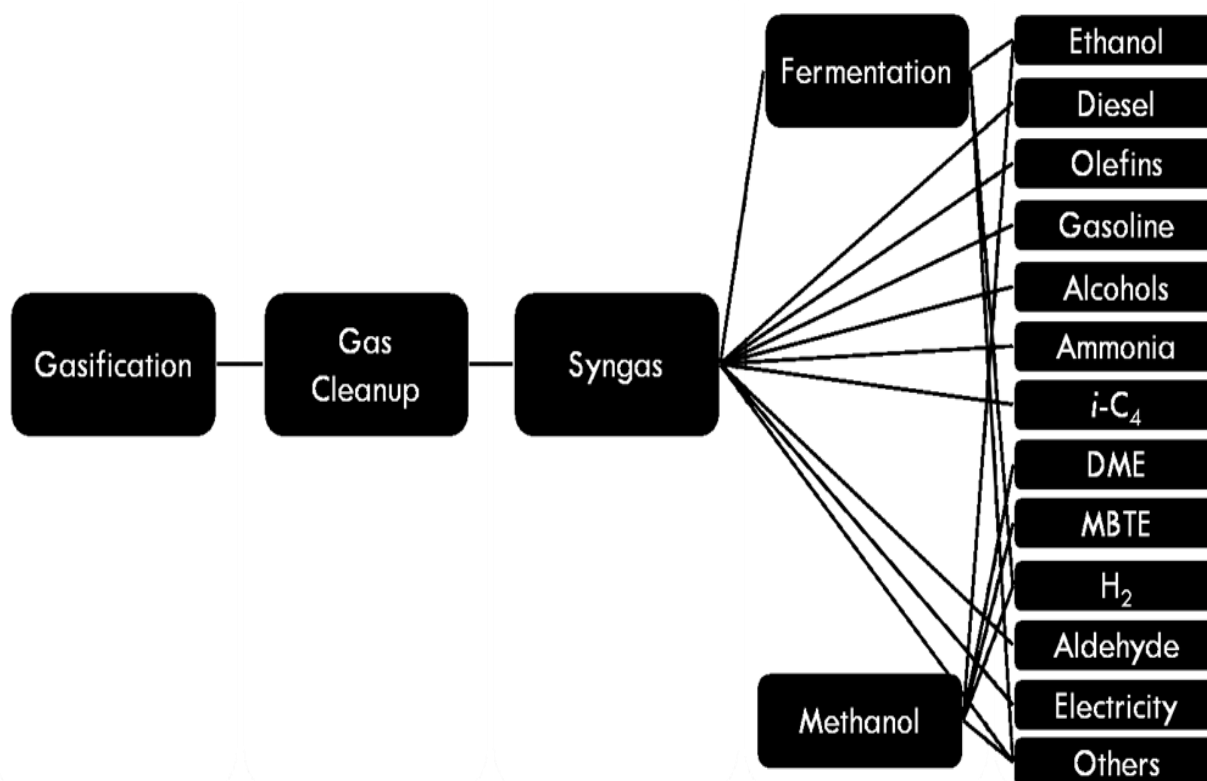 Gasification
Gas
Cleanup
Syngas
Fermentation
Methanol
Ethanol
Diesel
Olefins
Gasoline
Alcohols
Ammonia
i-C₄
DME
MBTE
H₂
Aldehyde
Electricity
Others